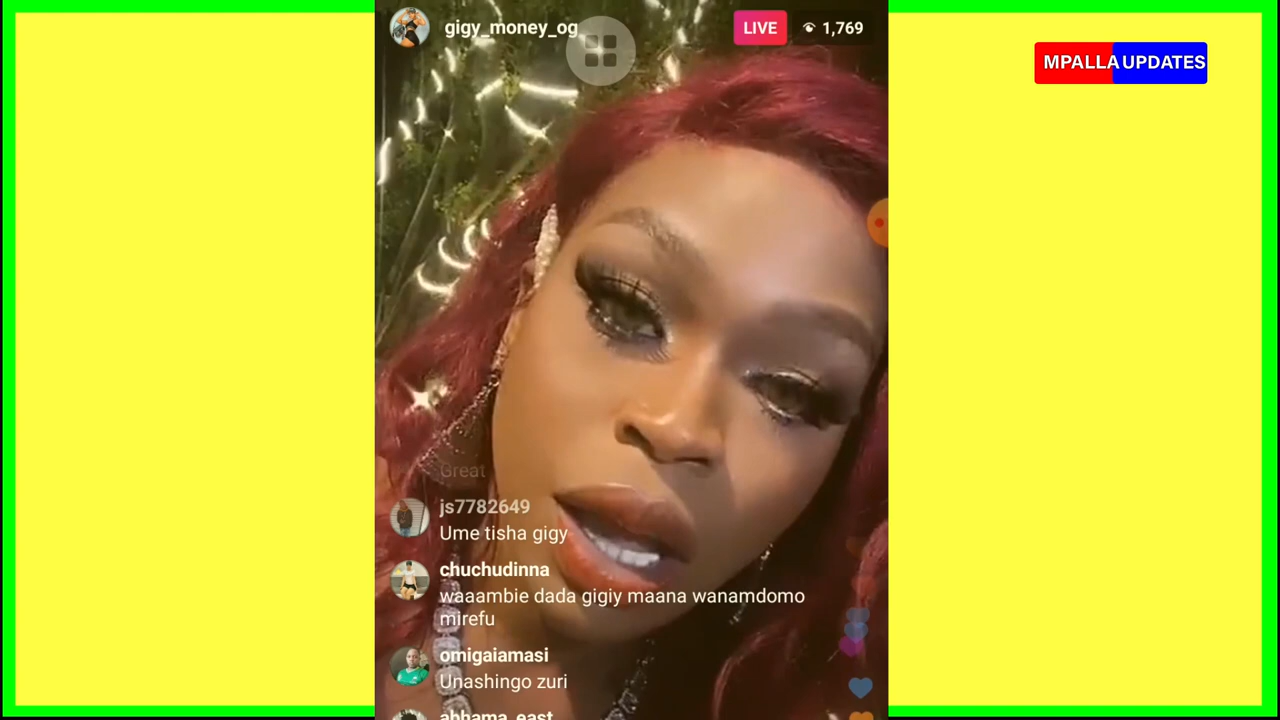 gigy_money_og
LIVE
1,769
MPALLA UPDATES
Great
js7782649
Ume tisha gigy
chuchudinna
waaambie dada gigiy maana wanamdomo
mirefu
omigaiamasi
Unashingo zuri